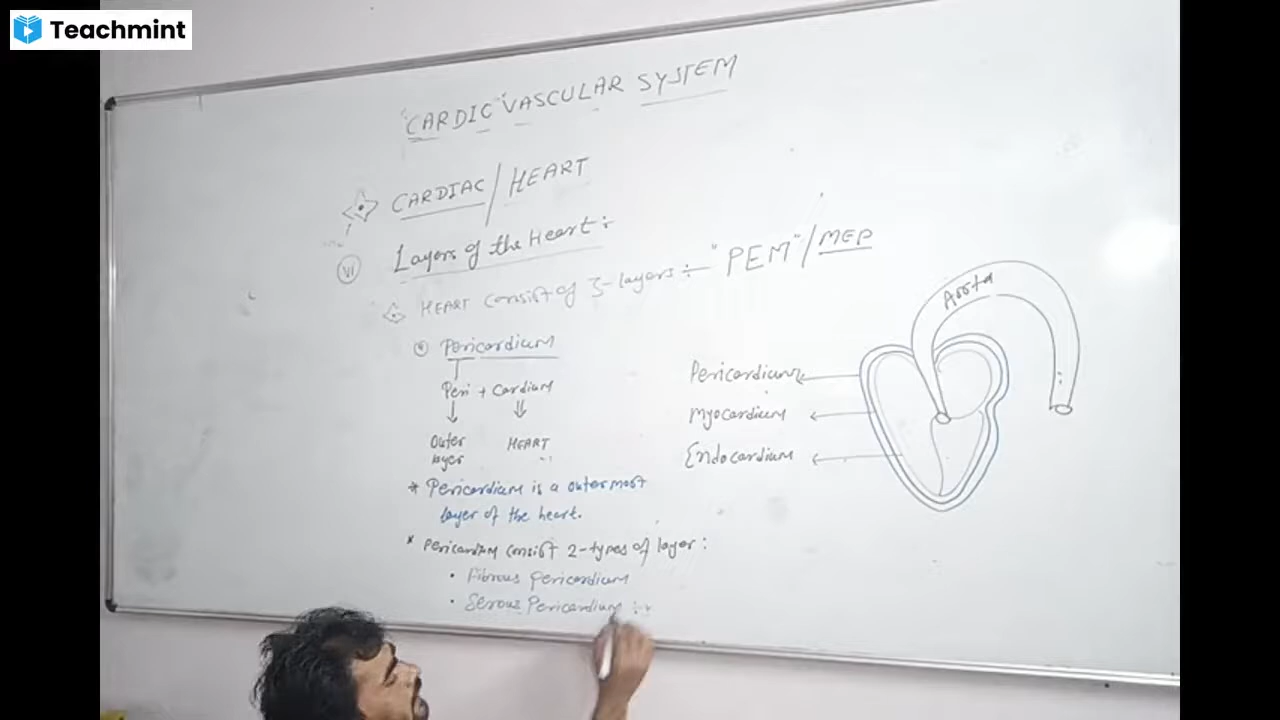 Teachmint
"CARDIC" VASCULAR SYSTEM
CARDIAC/HEART
VI Layers of the Heart:
HEART consist of 3-layers ÷ "PEM"/MEP
Pericardium
Peri + Cardium
Outer layer HEART
* Pericardium is a outermost
layer of the heart.
* Pericardium consist 2-types of layer:
• Fibrous Pericardium
• Serous Pericardium
Aorta
Pericardium
Myocardium
Endocardium